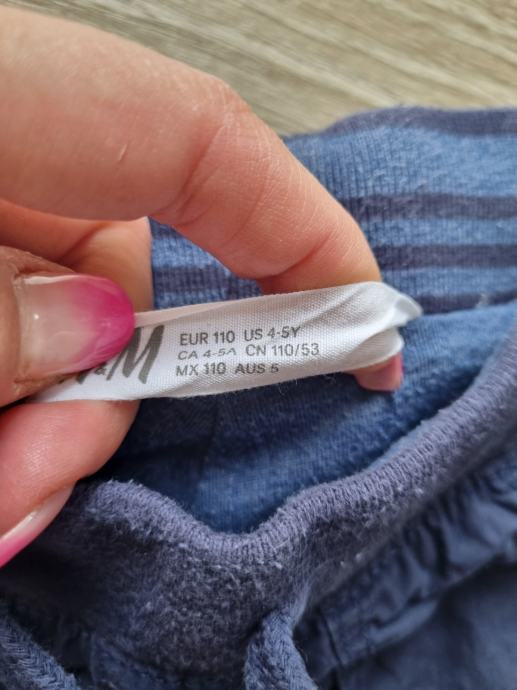 H&M
EUR 110 US 4-5Y
CA 4-5A CN 110/53
MX 110 AUS 5